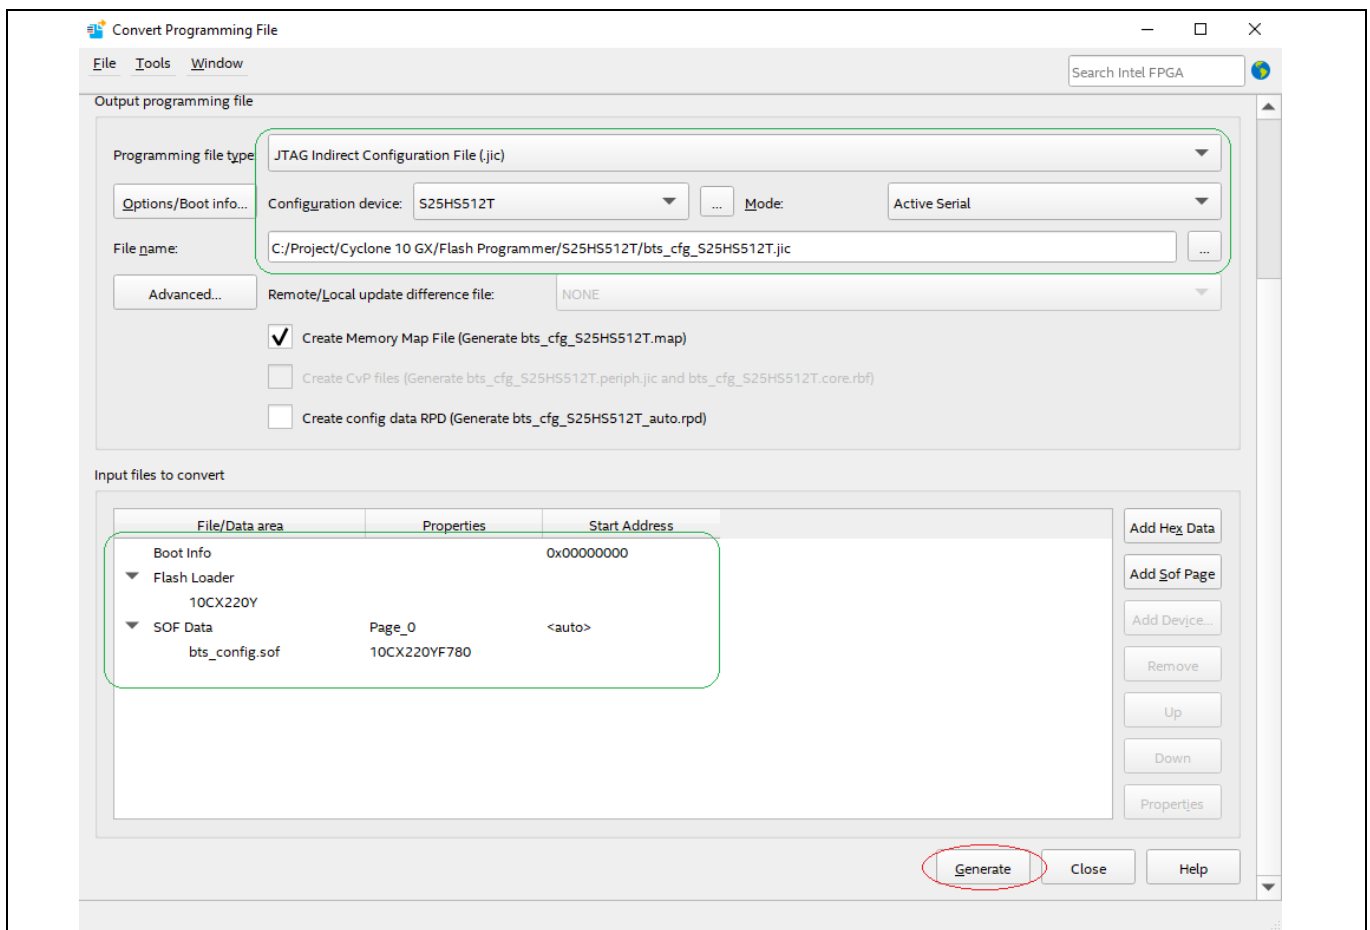 Convert Programming File
File Tools Window
Search Intel FPGA
Output programming file
Programming file type
JTAG Indirect Configuration File (.jic)
Options/Boot info...
Configuration device:
S25HS512T
...
Mode:
Active Serial
File name:
C:/Project/Cyclone 10 GX/Flash Programmer/S25HS512T/bts_cfg_S25HS512T.jic
...
Advanced...
Remote/Local update difference file:
NONE
Create Memory Map File (Generate bts_cfg_S25HS512T.map)
Create CvP files (Generate bts_cfg_S25HS512T.periph.jic and bts_cfg_S25HS512T.core.rbf)
Create config data RPD (Generate bts_cfg_S25HS512T_auto.rpd)
Input files to convert
File/Data area Properties Start Address
Boot Info 0x00000000
Flash Loader
10CX220Y
SOF Data Page_0 <auto>
bts_config.sof 10CX220YF780
Add Hex Data
Add Sof Page
Add Device...
Remove
Up
Down
Properties
Generate
Close
Help